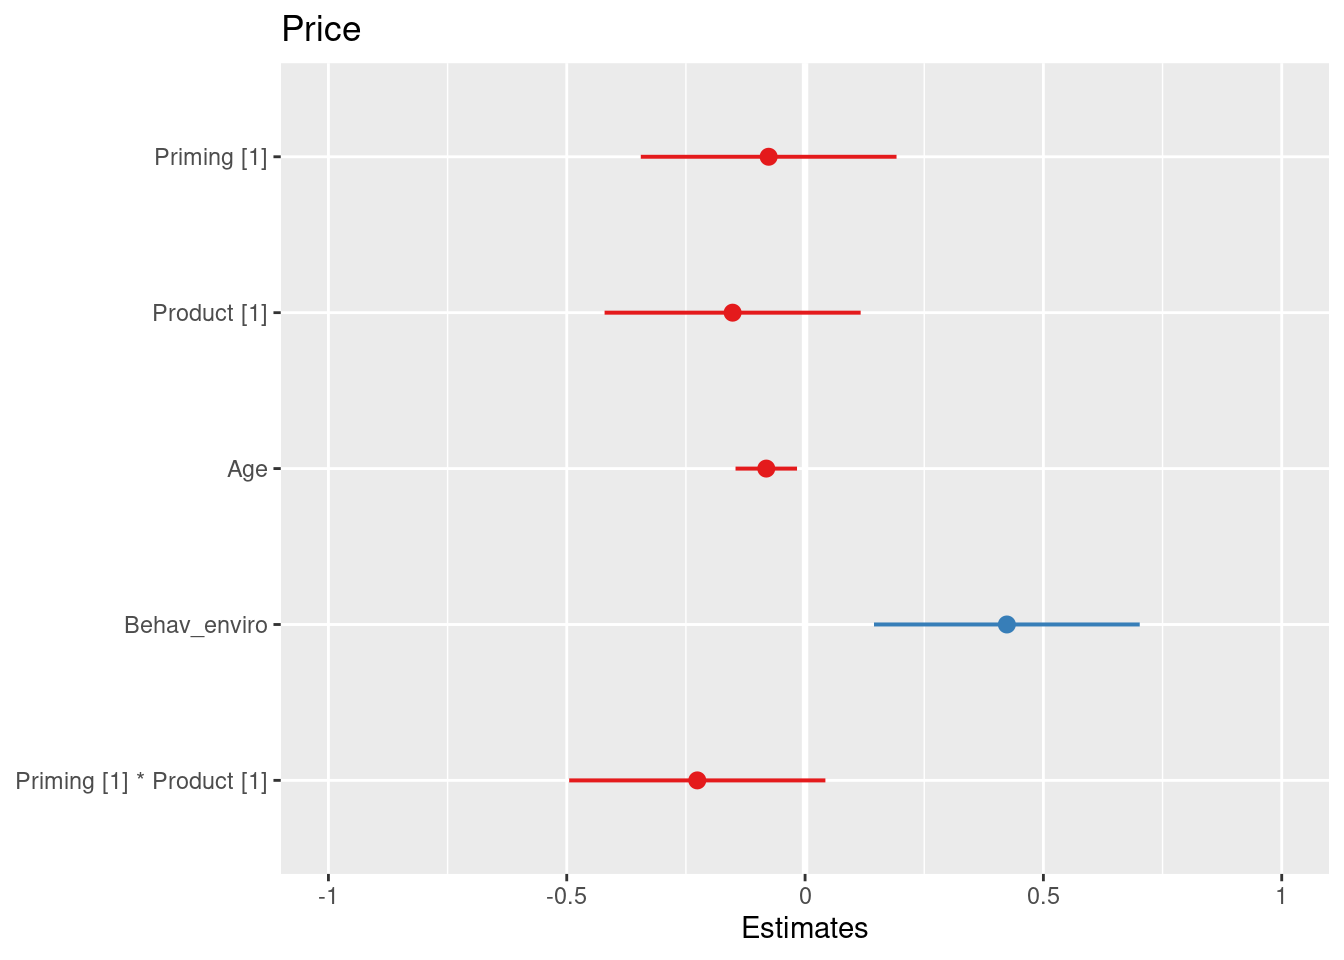 Price
Priming [1]
Product [1]
Age
Behav_enviro
Priming [1] * Product [1]
-1 -0.5 0 0.5 1
Estimates